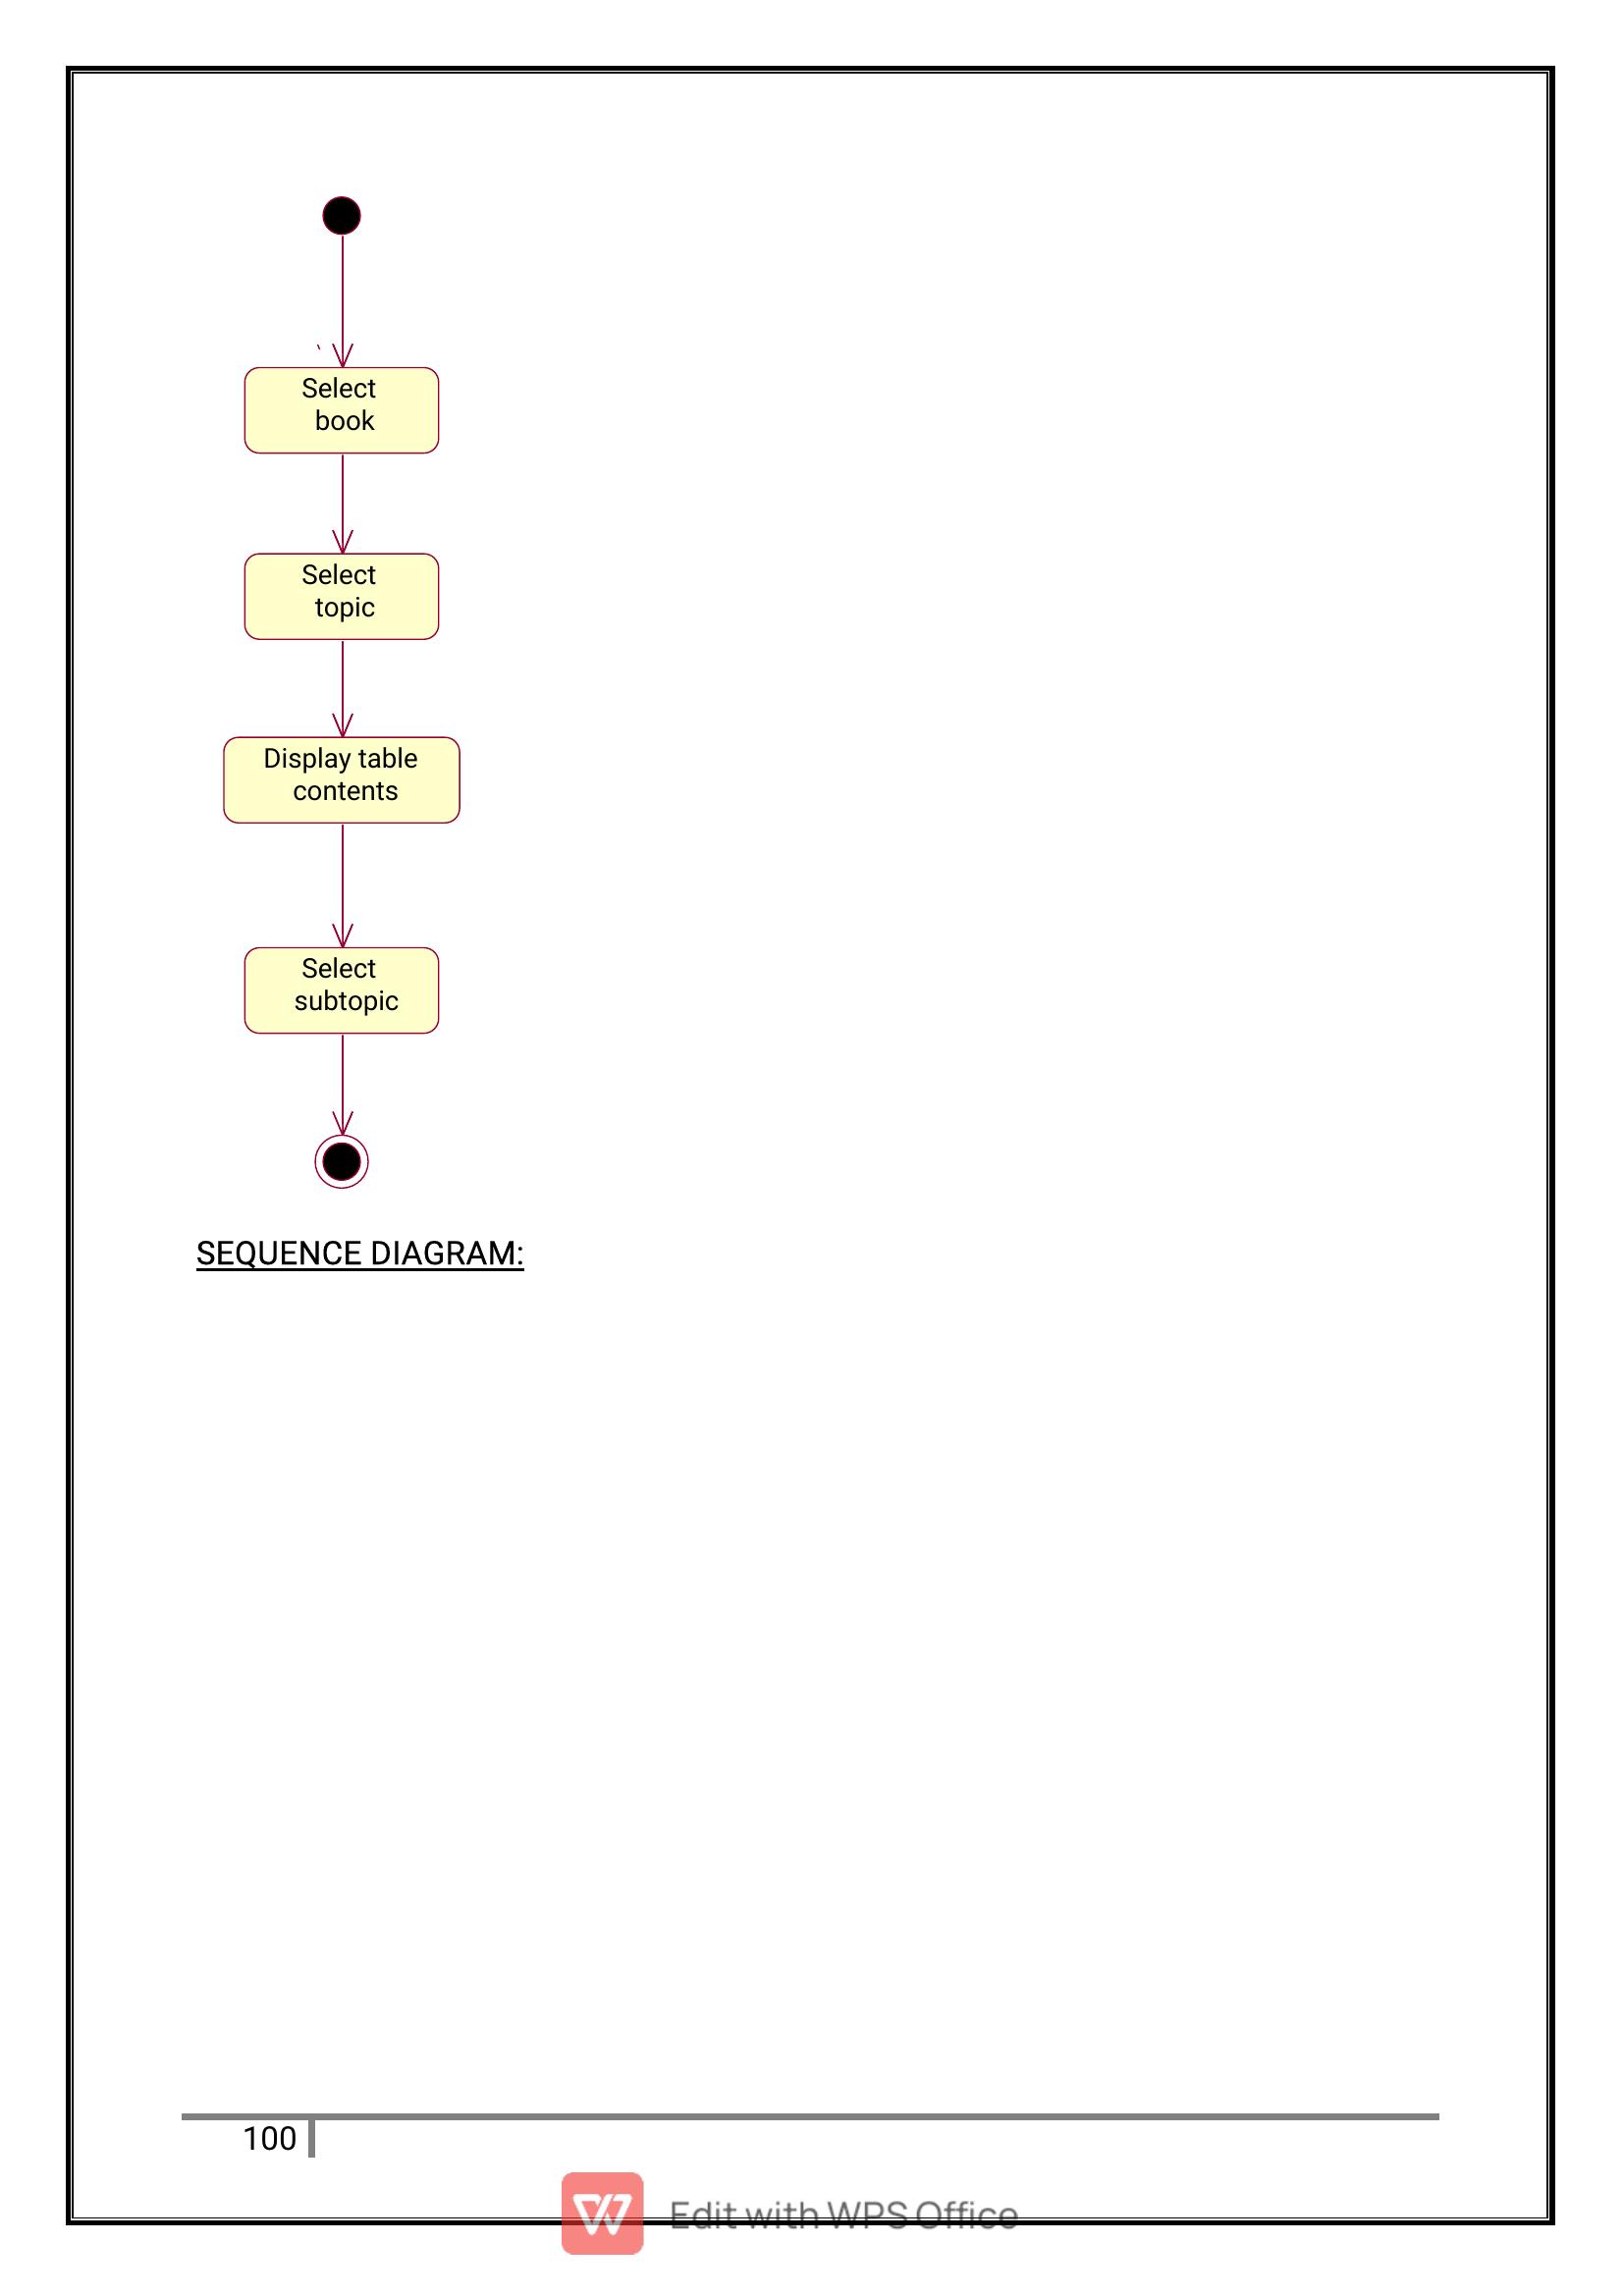 Select
book
Select
topic
Display table
contents
Select
subtopic
SEQUENCE DIAGRAM:
100
Edit with WPS Office